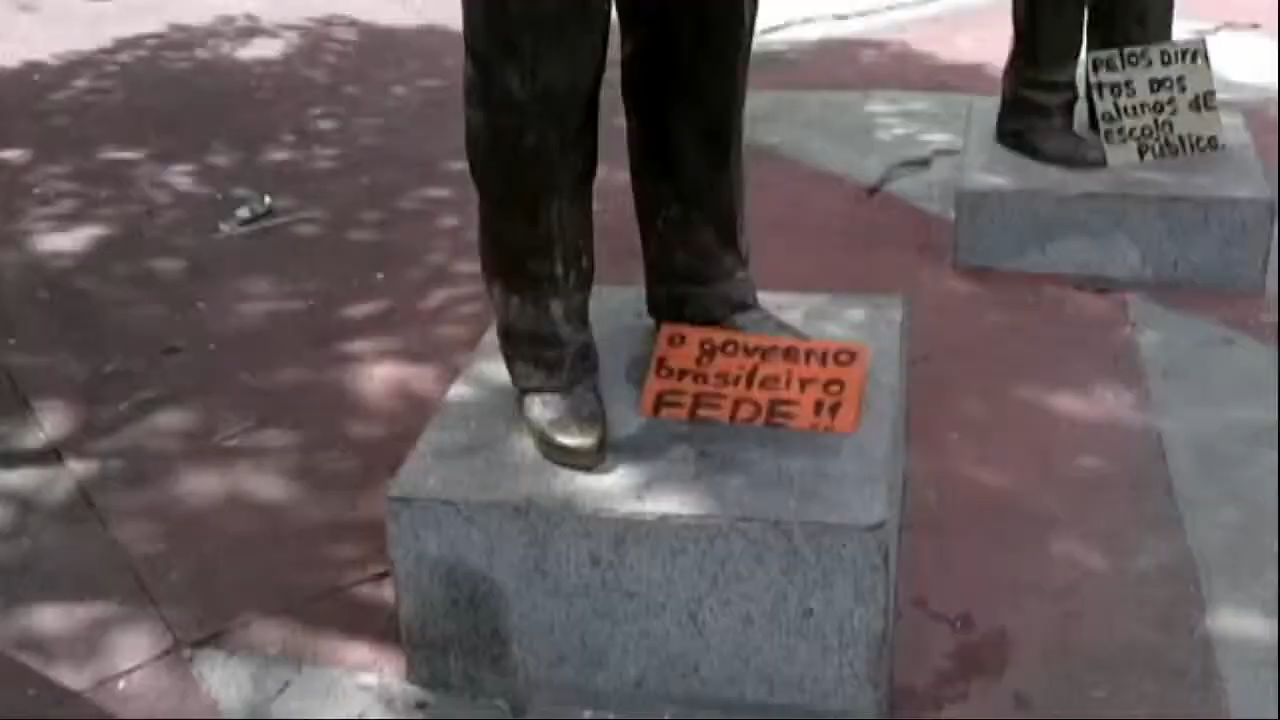 o governo
brasileiro
FEDE!!
PELOS DIREI
TOS DOS
alunos dE
escola
Pública.